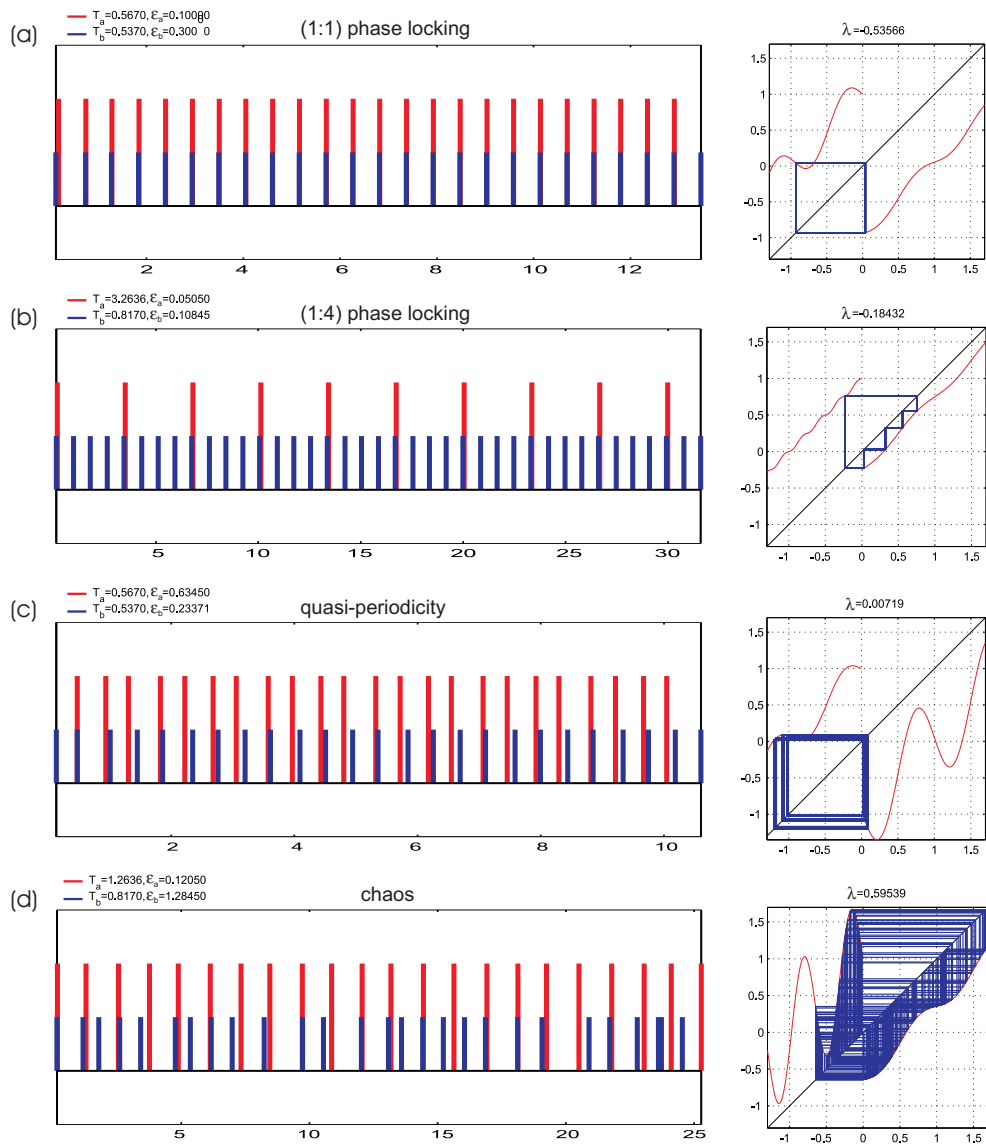 (a)
T_a=0.5670, ε_a=0.10000
T_b=0.5370, ε_b=0.300 0
(1:1) phase locking
2 4 6 8 10 12
λ=-0.53566
1.5
1
0.5
0
-0.5
-1
-1 -0.5 0 0.5 1 1.5
(b)
T_a=3.2636, ε_a=0.05050
T_b=0.8170, ε_b=0.10845
(1:4) phase locking
5 10 15 20 25 30
λ=-0.18432
1.5
1
0.5
0
-0.5
-1
-1 -0.5 0 0.5 1 1.5
(c)
T_a=0.5670, ε_a=0.63450
T_b=0.5370, ε_b=0.23371
quasi-periodicity
2 4 6 8 10
λ=0.00719
1.5
1
0.5
0
-0.5
-1
-1 -0.5 0 0.5 1 1.5
(d)
T_a=1.2636, ε_a=0.12050
T_b=0.8170, ε_b=1.28450
chaos
5 10 15 20 25
λ=0.59539
1.5
1
0.5
0
-0.5
-1
-1 -0.5 0 0.5 1 1.5